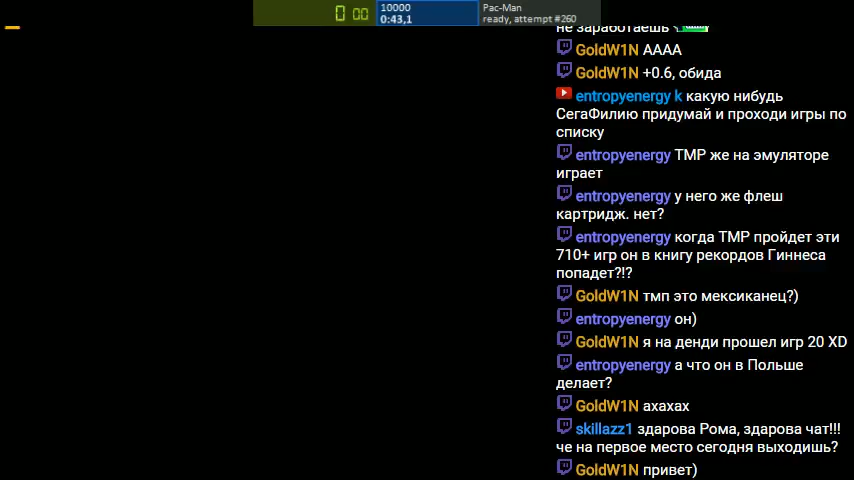 0 00
10000
0:43,1
Pac-Man
ready, attempt #260
не заработаешь
GoldW1N АААА
GoldW1N +0.6, обида
entropyenergy k какую нибудь
СегаФилию придумай и проходи игры по
списку
entropyenergy TMP же на эмуляторе
играет
entropyenergy у него же флеш
картридж. нет?
entropyenergy когда TMP пройдет эти
710+ игр он в книгу рекордов Гиннеса
попадет?!?
GoldW1N тмп это мексиканец?)
entropyenergy он)
GoldW1N я на денди прошел игр 20 XD
entropyenergy а что он в Польше
делает?
GoldW1N ахахах
skillazz1 здарова Рома, здарова чат!!!
че на первое место сегодня выходишь?
GoldW1N привет)